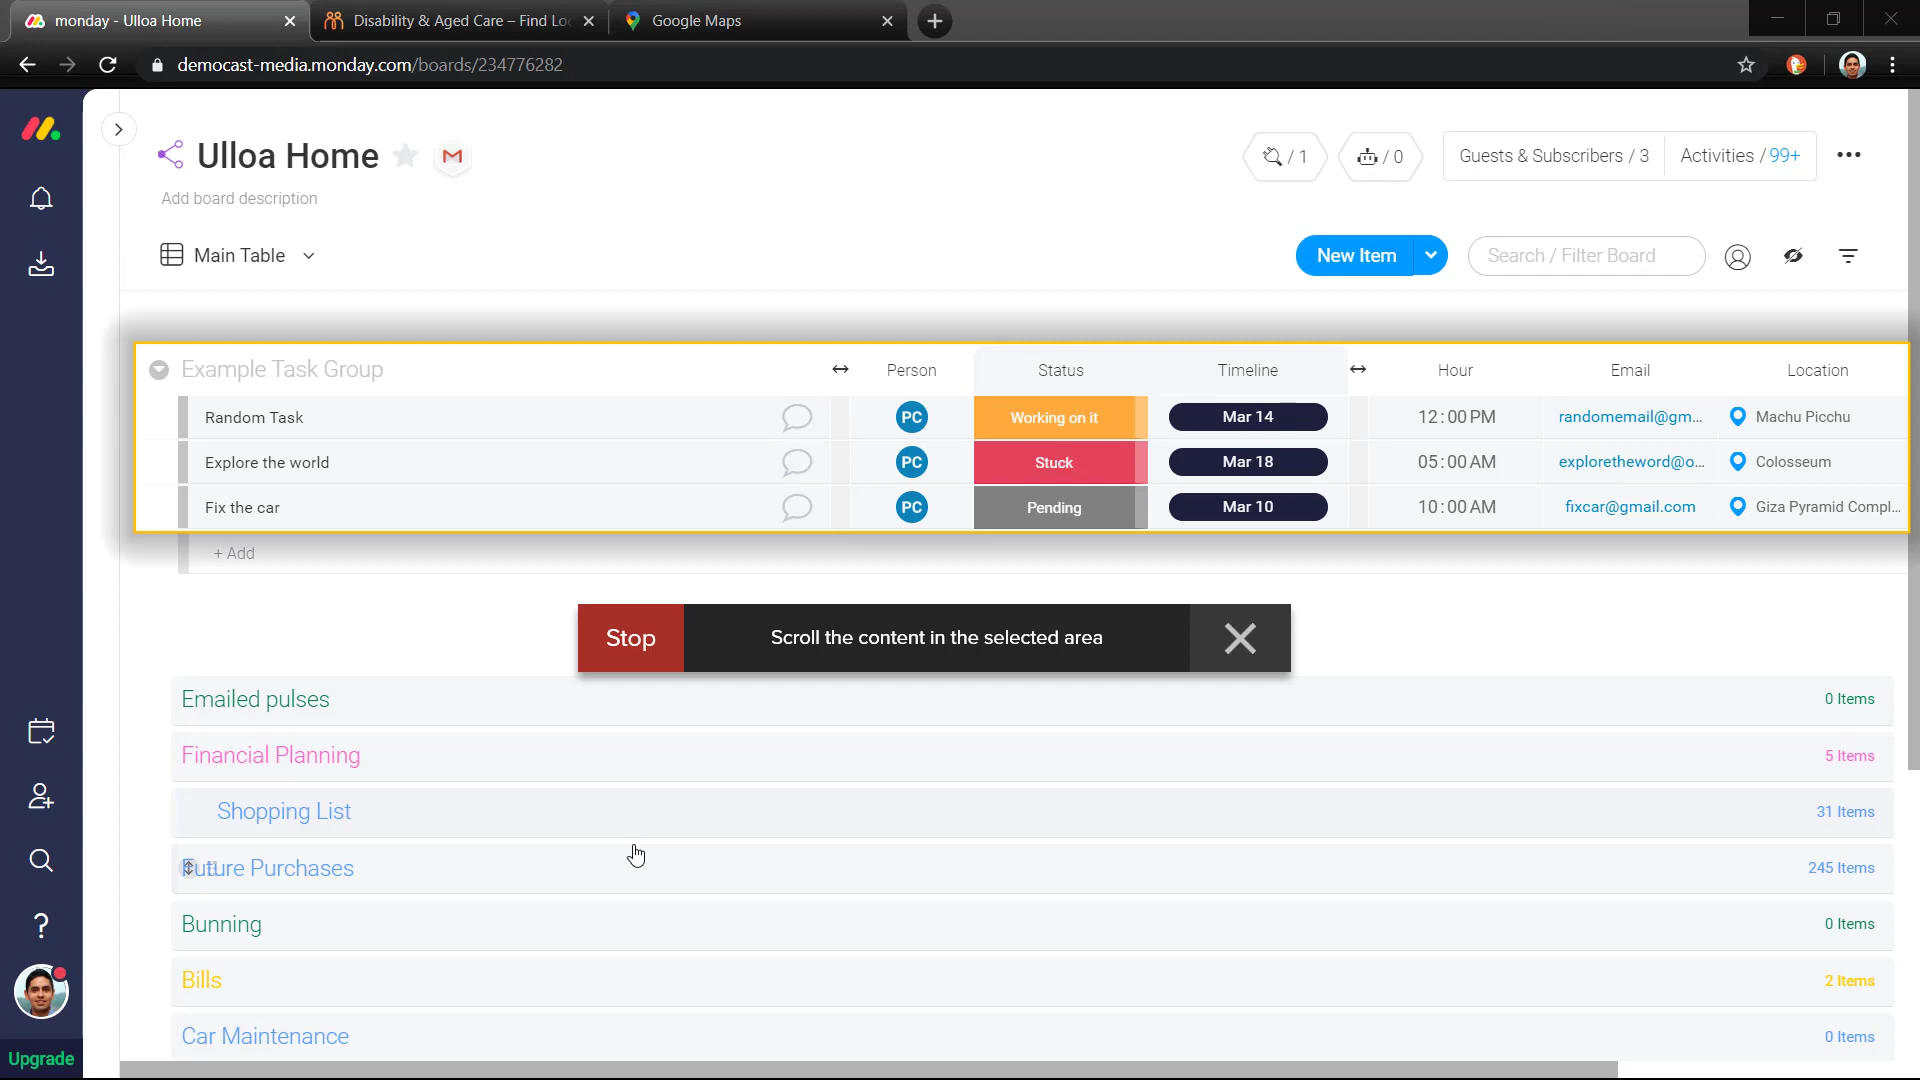 monday - Ulloa Home
Disability & Aged Care – Find Lo
Google Maps
democast-media.monday.com/boards/234776282
Ulloa Home
/ 1
/ 0
Guests & Subscribers / 3
Activities / 99+
Add board description
Main Table
New Item
Search / Filter Board
Example Task Group
Person
Status
Timeline
Hour
Email
Location
Random Task
PC
Working on it
Mar 14
12:00 PM
randomemail@gm...
Machu Picchu
Explore the world
PC
Stuck
Mar 18
05:00 AM
exploretheword@o...
Colosseum
Fix the car
PC
Pending
Mar 10
10:00 AM
fixcar@gmail.com
Giza Pyramid Compl...
+ Add
Stop
Scroll the content in the selected area
Emailed pulses
0 Items
Financial Planning
5 Items
Shopping List
31 Items
Future Purchases
245 Items
Bunning
0 Items
Bills
2 Items
Car Maintenance
0 Items
Upgrade